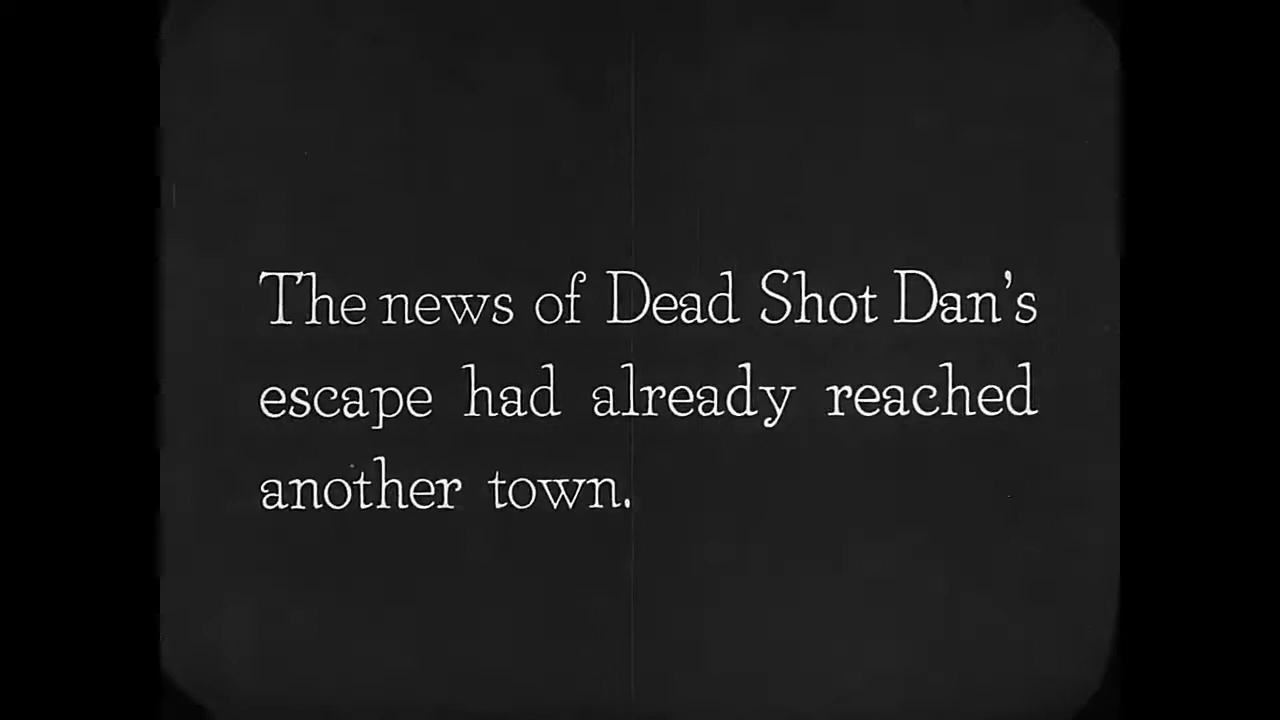 The news of Dead Shot Dan's
escape had already reached
another town.